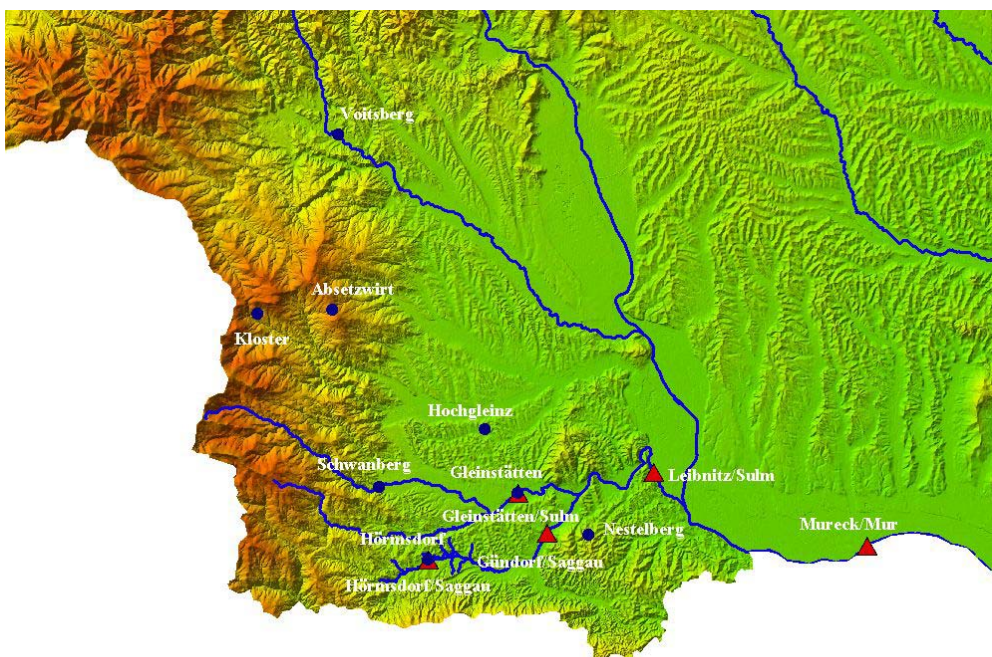 Voitsberg
Absetzwirt
Kloster
Hochgleinz
Schwanberg
Gleinstätten
Leibnitz/Sulm
Gleinstätten/Sulm
Mureck/Mur
Hörmsdorf
Nestelberg
Gündorf/Saggau
Hörmsdorf/Saggau